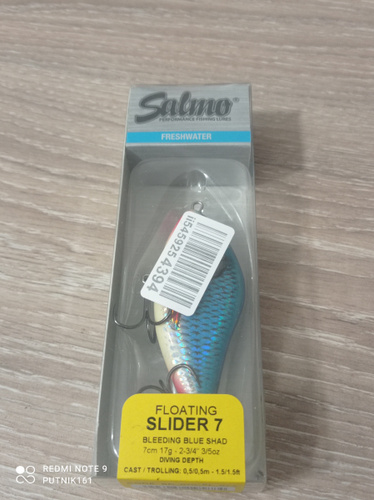 Salmo®
PERFORMANCE FISHING LURES
FRESHWATER
ii5459254394
FLOATING
SLIDER 7
BLEEDING BLUE SHAD
7cm 17g - 2-3/4" 3/5oz
DIVING DEPTH
CAST / TROLLING: 0,5/0,5m - 1.5/1.5ft
REDMI NOTE 9
PUTNIK161